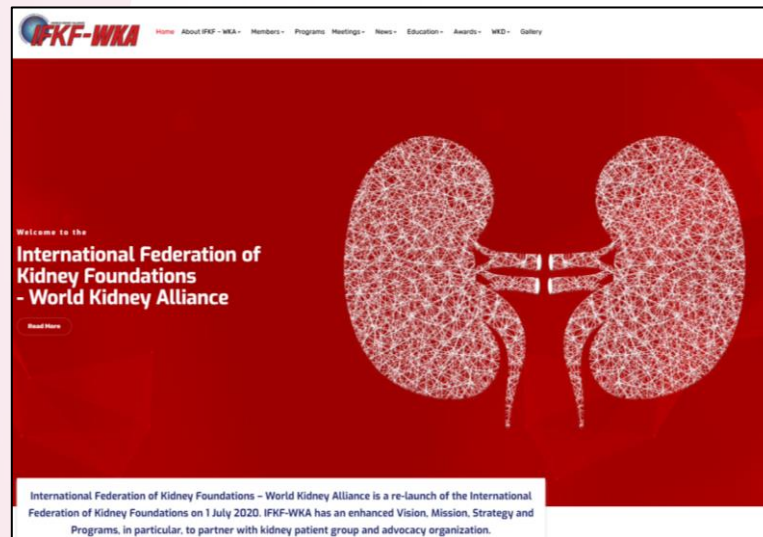 IFKF-WKA
Home About IFKF - WKA Members Programs Meetings News Education Awards WKD Gallery
Welcome to the
International Federation of
Kidney Foundations
- World Kidney Alliance
Read More
International Federation of Kidney Foundations – World Kidney Alliance is a re-launch of the International
Federation of Kidney Foundations on 1 July 2020. IFKF-WKA has an enhanced Vision, Mission, Strategy and
Programs, in particular, to partner with kidney patient group and advocacy organization.